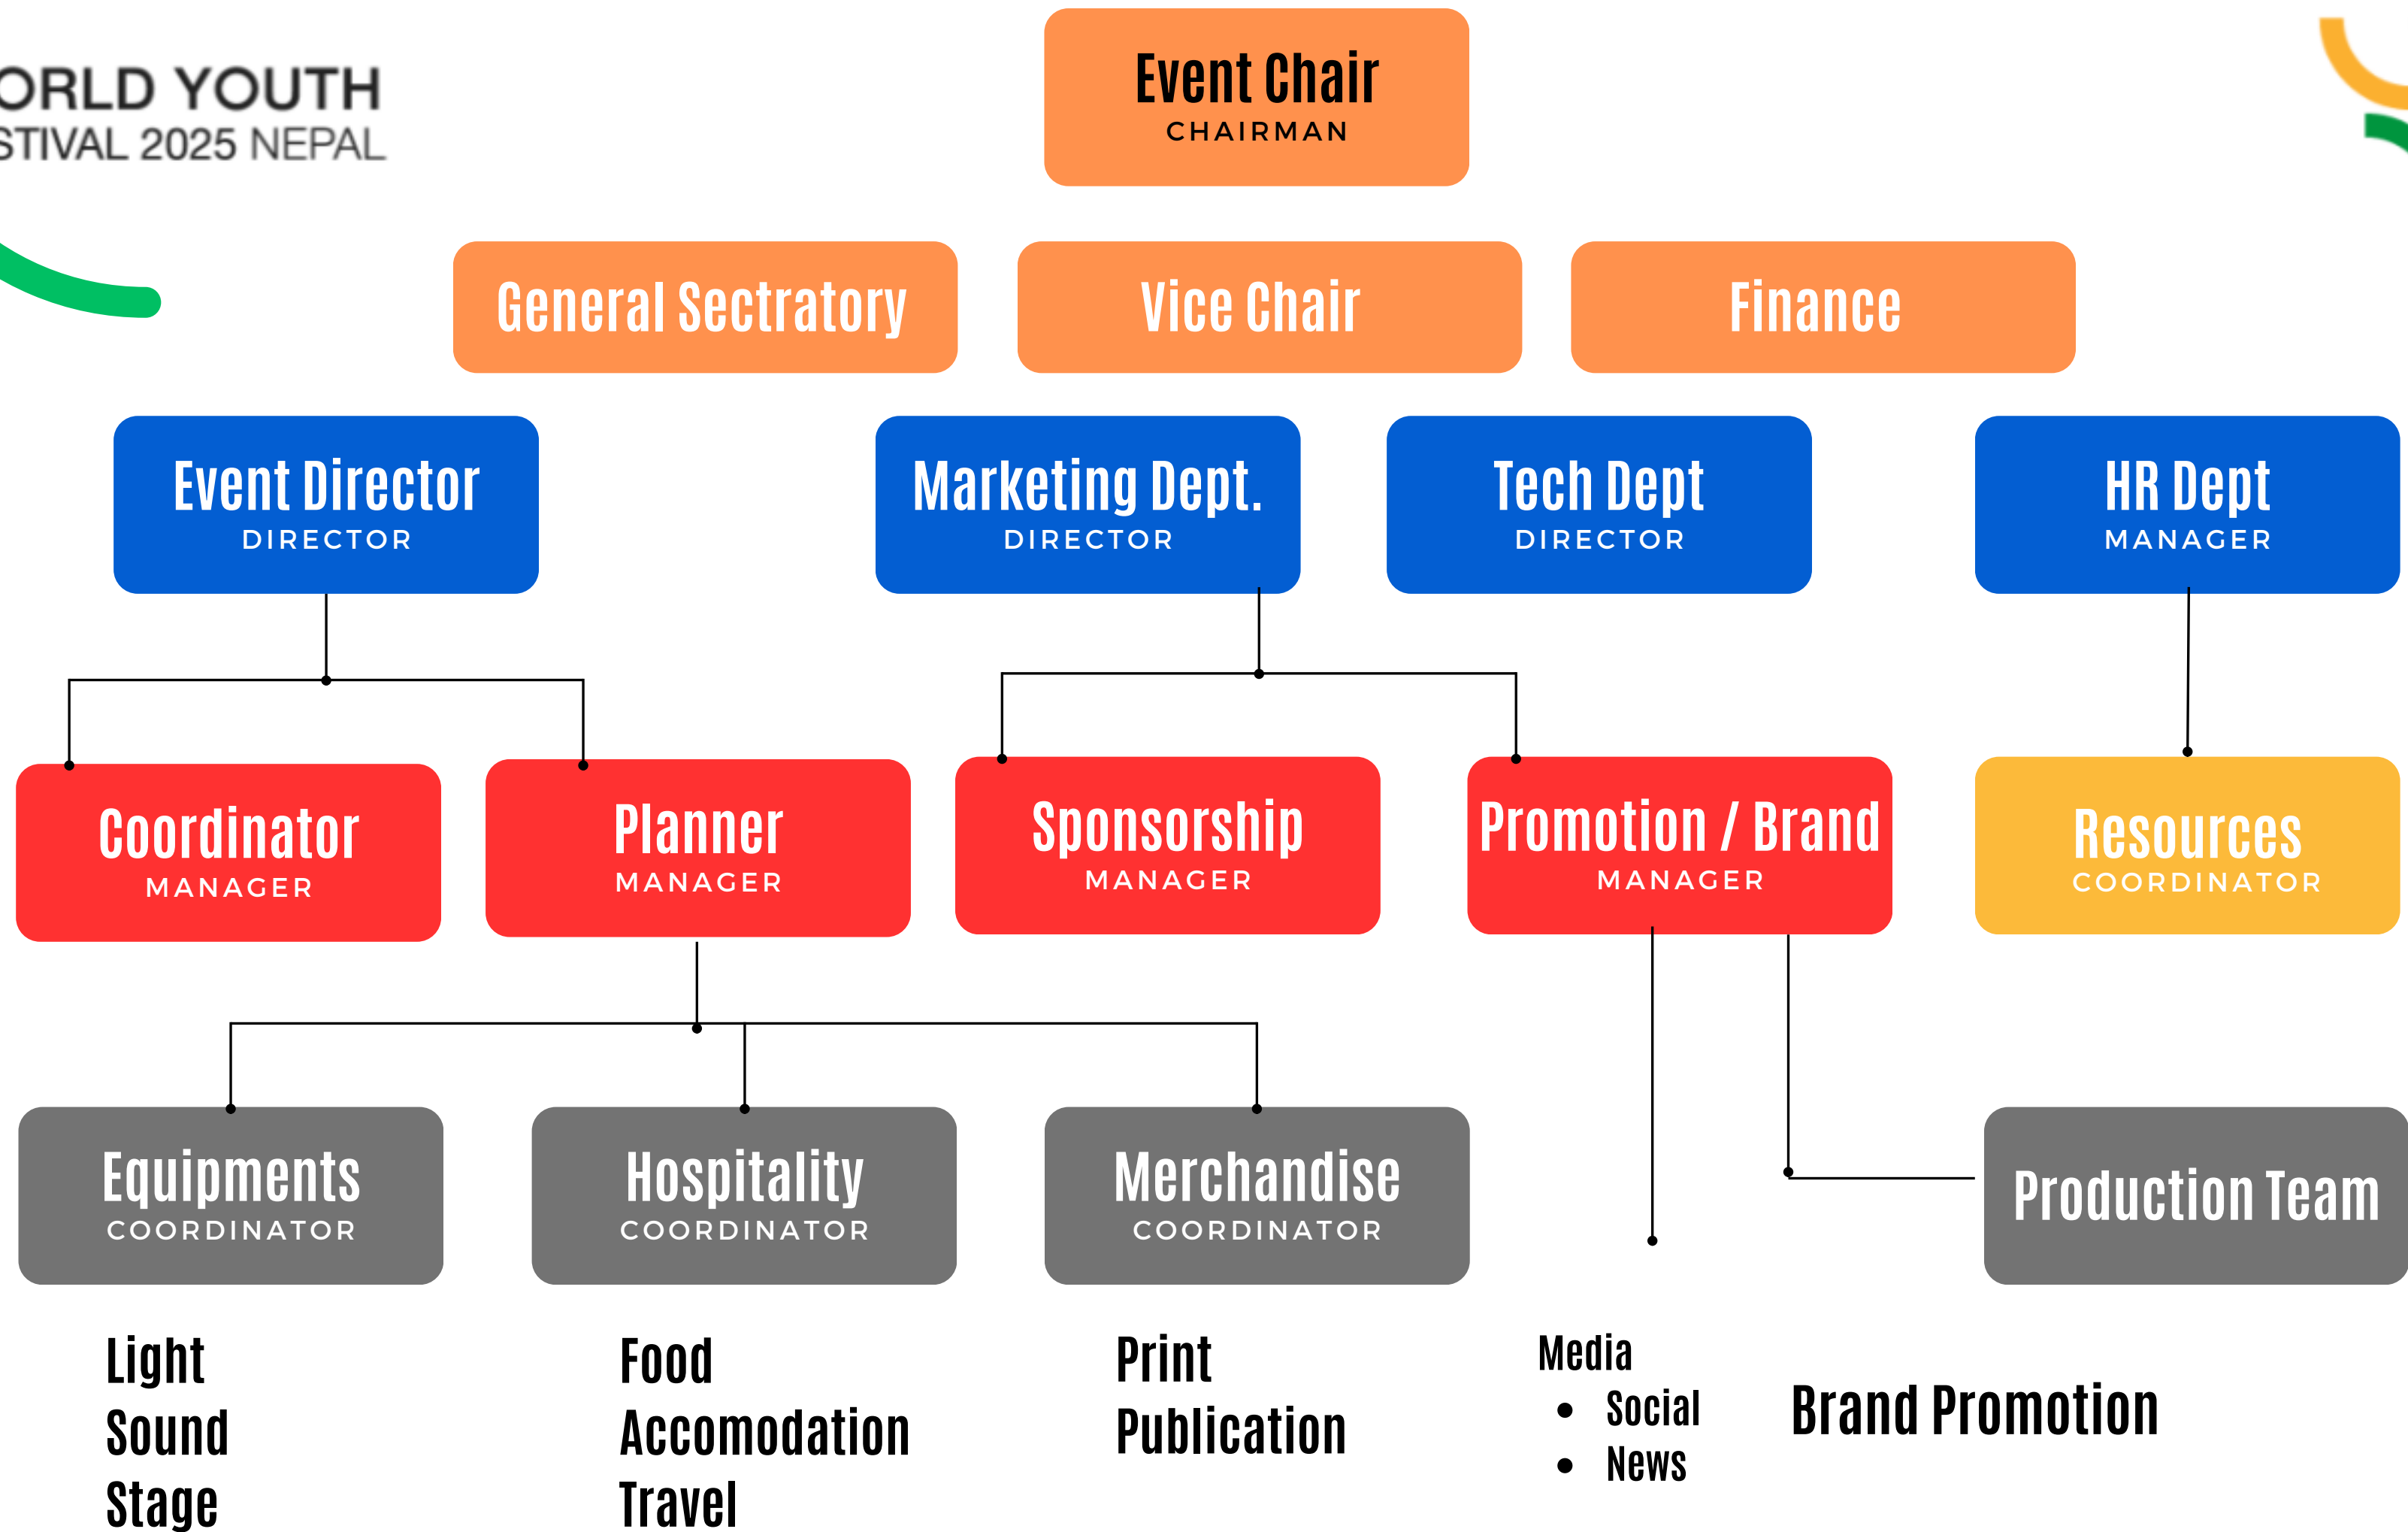 ORLD YOUTH
STIVAL 2025 NEPAL
Event Chair
CHAIRMAN
General Sectratory
Vice Chair
Finance
Event Director
DIRECTOR
Marketing Dept.
DIRECTOR
Tech Dept
DIRECTOR
HR Dept
MANAGER
Coordinator
MANAGER
Planner
MANAGER
Sponsorship
MANAGER
Promotion / Brand
MANAGER
Resources
COORDINATOR
Equipments
COORDINATOR
Hospitality
COORDINATOR
Merchandise
COORDINATOR
Production Team
Light
Sound
Stage
Food
Accomodation
Travel
Print
Publication
Media
• Social
• News
Brand Promotion